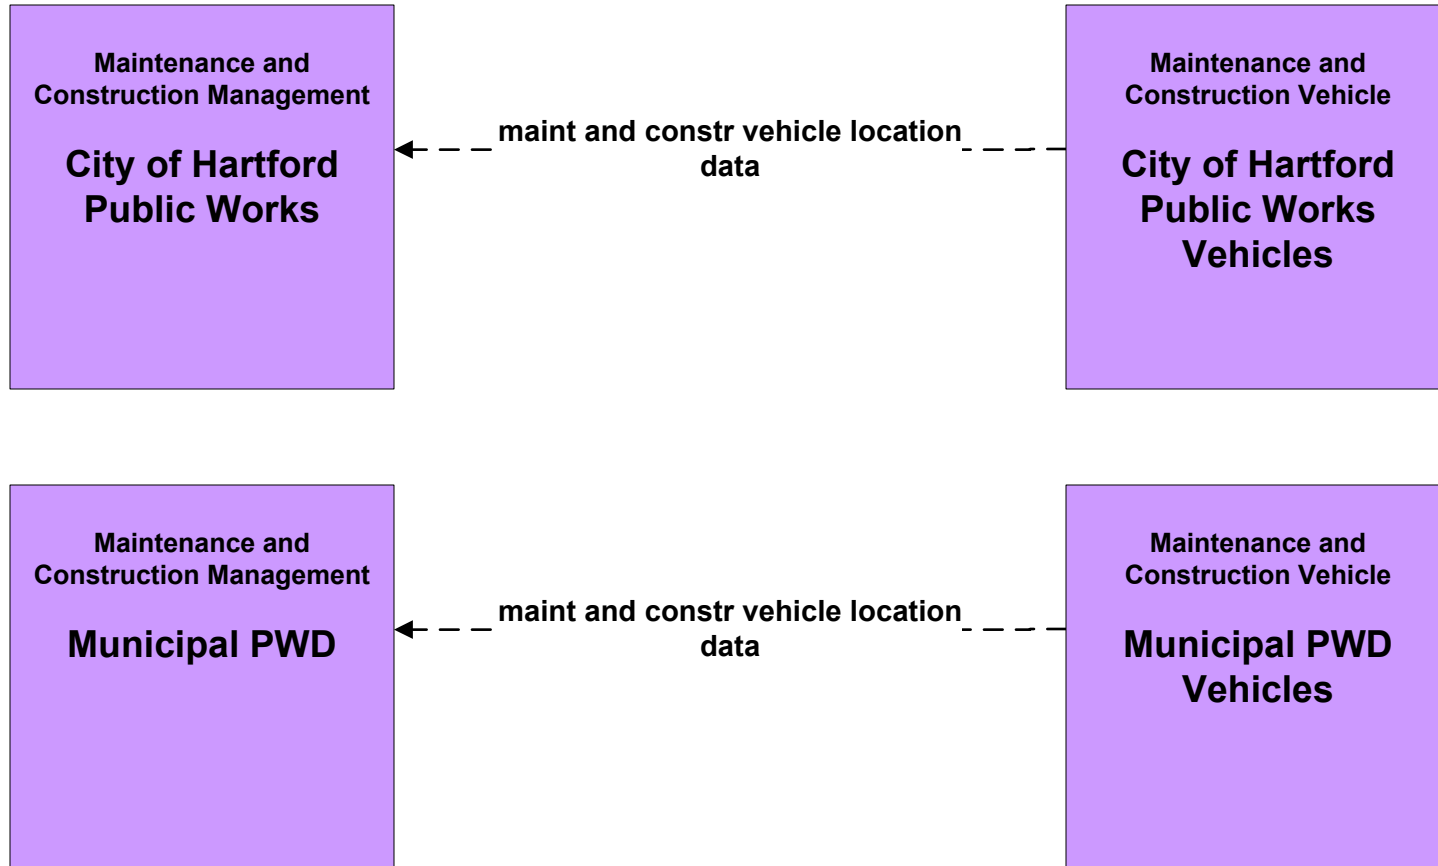 Maintenance and
Construction Management
City of Hartford
Public Works
maint and constr vehicle location
data
Maintenance and
Construction Vehicle
City of Hartford
Public Works
Vehicles
Maintenance and
Construction Management
Municipal PWD
maint and constr vehicle location
data
Maintenance and
Construction Vehicle
Municipal PWD
Vehicles